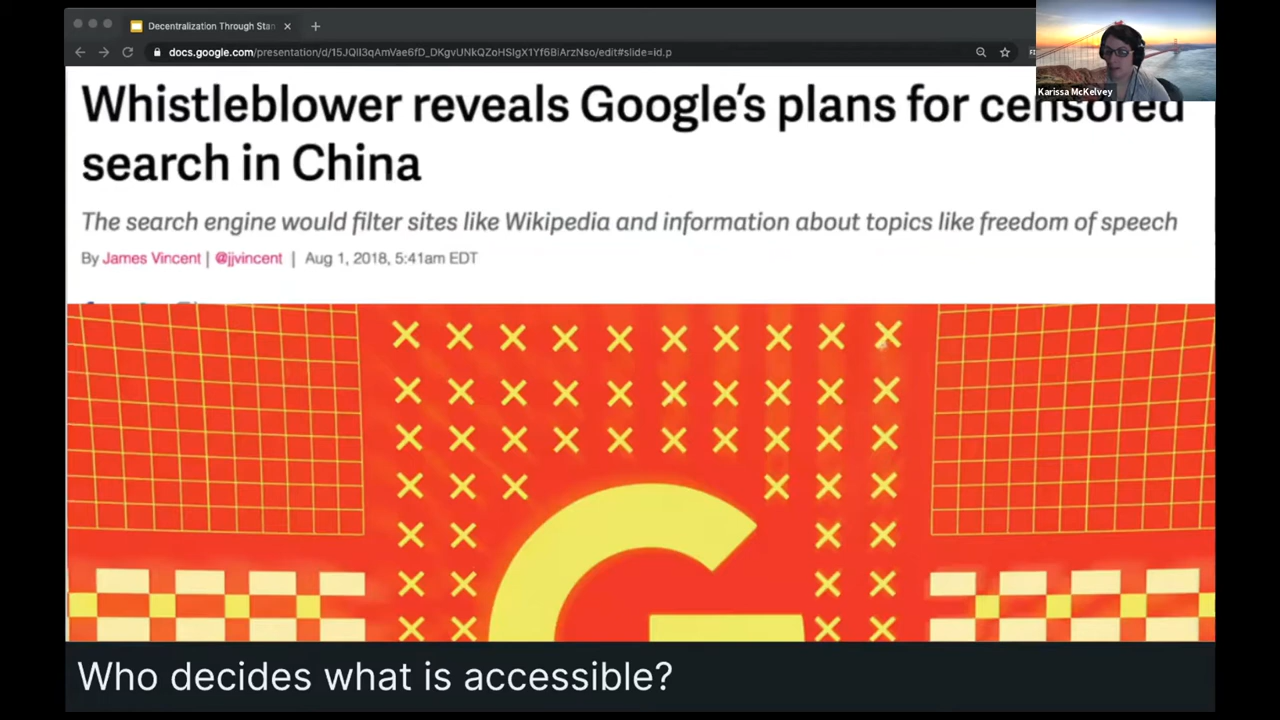 Decentralization Through Stan
docs.google.com/presentation/d/15JQIl3qAmVae6fD_DKgvUNkQZoHSIgX1Yf6BiArzNso/edit#slide=id.p
Karissa McKelvey
Whistleblower reveals Google's plans for censored
search in China
The search engine would filter sites like Wikipedia and information about topics like freedom of speech
By James Vincent | @jjvincent | Aug 1, 2018, 5:41am EDT
G
Who decides what is accessible?